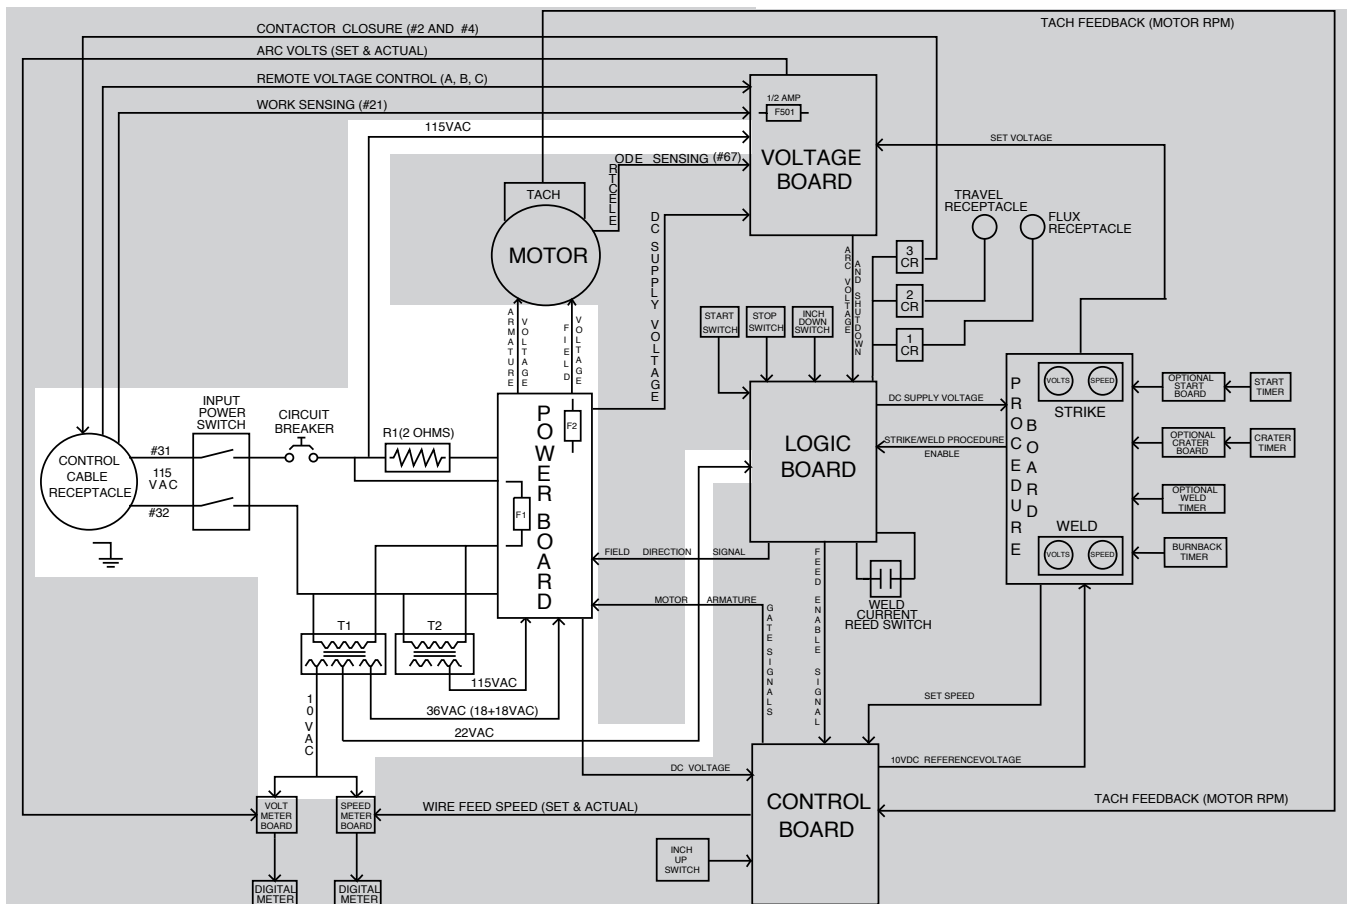 TACH FEEDBACK (MOTOR RPM)
CONTACTOR CLOSURE (#2 AND #4)
ARC VOLTS (SET & ACTUAL)
REMOTE VOLTAGE CONTROL (A, B, C)
WORK SENSING (#21)
115VAC
1/2 AMP
F501
VOLTAGE
BOARD
SET VOLTAGE
ODE SENSING (#67)
RTCELE
TACH
MOTOR
DC SUPPLY VOLTAGE
TRAVEL
RECEPTACLE
FLUX
RECEPTACLE
ARC VOLTAGE
AND SHUTDOWN
3
CR
2
CR
1
CR
START
SWITCH
STOP
SWITCH
INCH
DOWN
SWITCH
ARMATURE
VOLTAGE
FIELD
VOLTAGE
INPUT
POWER
SWITCH
CIRCUIT
BREAKER
R1(2 OHMS)
CONTROL
CABLE
RECEPTACLE
#31
115
VAC
#32
POWER BOARD
F2
F1
LOGIC
BOARD
DC SUPPLY VOLTAGE
STRIKE/WELD PROCEDURE
ENABLE
PROCEDURE
BOARD
VOLTS
SPEED
STRIKE
WELD
VOLTS
SPEED
OPTIONAL
START
BOARD
START
TIMER
OPTIONAL
CRATER
BOARD
CRATER
TIMER
OPTIONAL
WELD
TIMER
BURNBACK
TIMER
FIELD DIRECTION SIGNAL
MOTOR ARMATURE
GATE SIGNALS
FEED ENABLE SIGNAL
WELD
CURRENT
REED SWITCH
T1
T2
115VAC
36VAC (18+18VAC)
22VAC
10 VAC
SET SPEED
10VDC REFERENCEVOLTAGE
DC VOLTAGE
TACH FEEDBACK (MOTOR RPM)
WIRE FEED SPEED (SET & ACTUAL)
VOLT
METER
BOARD
SPEED
METER
BOARD
CONTROL
BOARD
INCH
UP
SWITCH
DIGITAL
METER
DIGITAL
METER